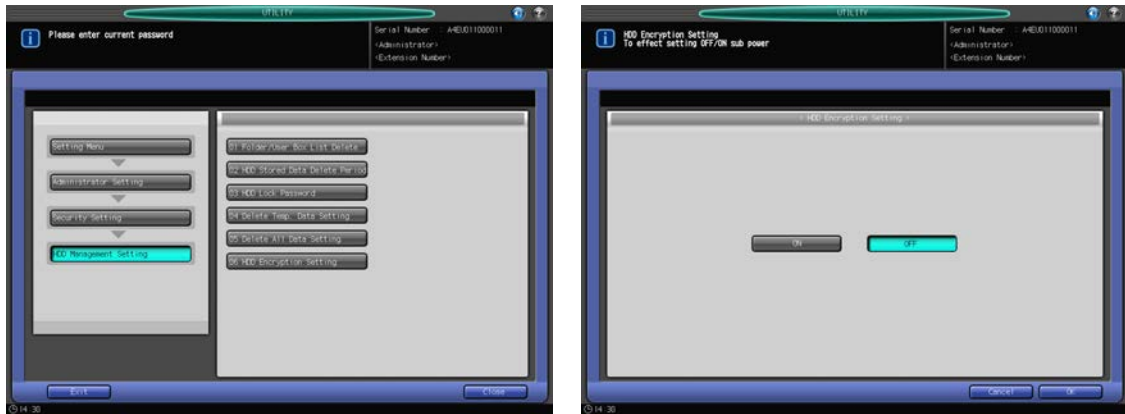 UTILITY
Please enter current password
Serial Number : A4EU011000011
<Administrator>
<Extension Number>
Setting Menu
Administrator Setting
Security Setting
HDD Management Setting
01 Folder/User Box List Delete
02 HDD Stored Data Delete Period
03 HDD Lock Password
04 Delete Temp. Data Setting
05 Delete All Data Setting
06 HDD Encryption Setting
Exit
Close
14:30
UTILITY
HDD Encryption Setting
To effect setting OFF/ON sub power
Serial Number : A4EU011000011
<Administrator>
<Extension Number>
< HDD Encryption Setting >
ON
OFF
Cancel
OK
14:30